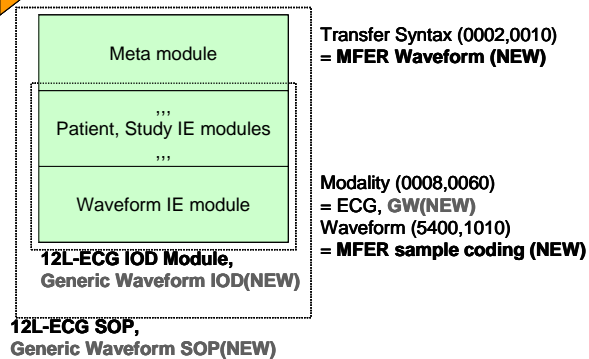 Meta module
Transfer Syntax (0002,0010)
= MFER Waveform (NEW)
,,,
Patient, Study IE modules
,,,
Waveform IE module
Modality (0008,0060)
= ECG, GW(NEW)
Waveform (5400,1010)
= MFER sample coding (NEW)
12L-ECG IOD Module,
Generic Waveform IOD(NEW)
12L-ECG SOP,
Generic Waveform SOP(NEW)